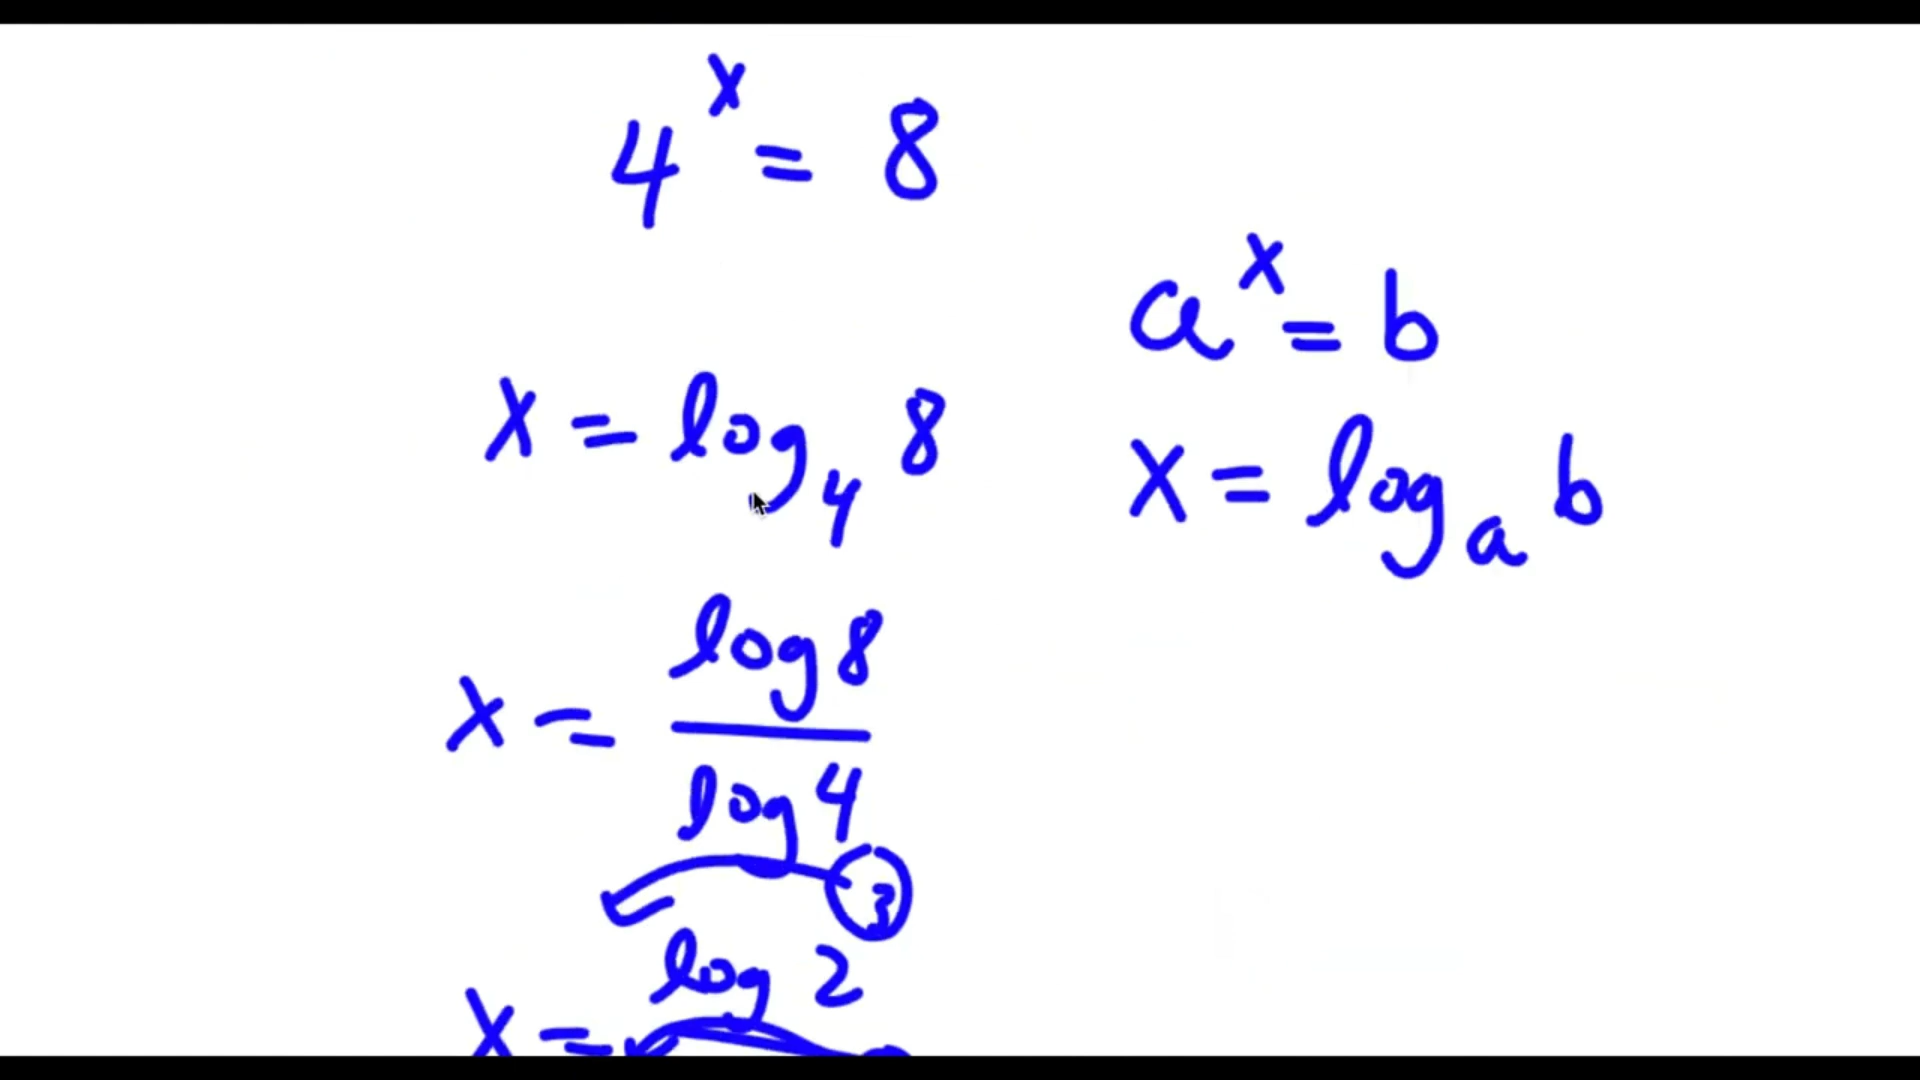 4^x = 8
a^x = b
x = log_4 8
x = log_a b
x = log 8 / log 4
x = log 2^3